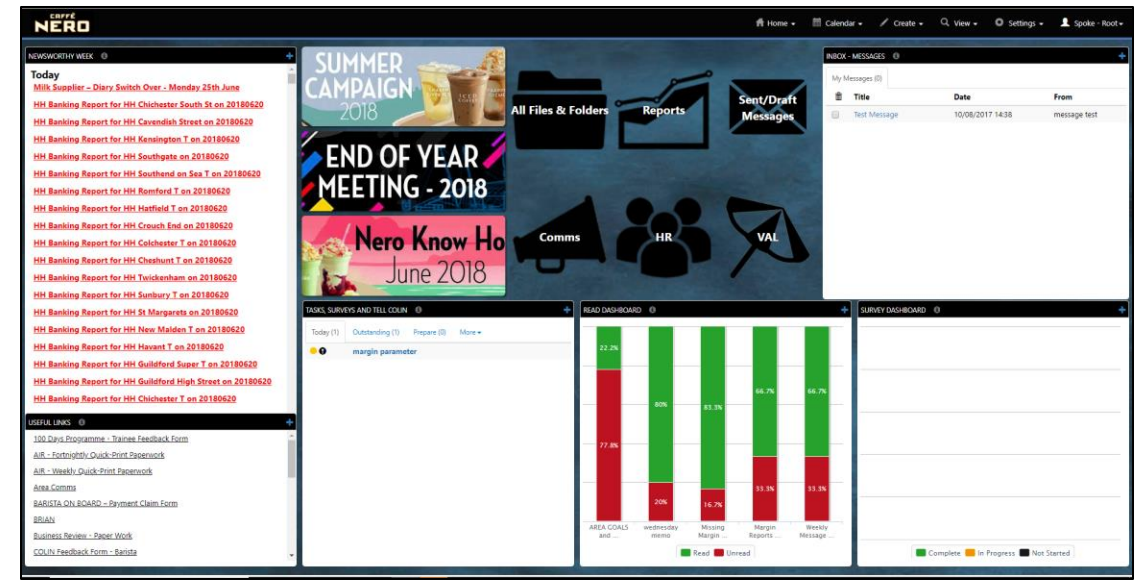 CAFFÈ
NERO
Home
Calendar
Create
View
Settings
Spoke - Root
NEWSWORTHY WEEK
Today
Milk Supplier – Diary Switch Over - Monday 25th June
HH Banking Report for HH Chichester South St on 20180620
HH Banking Report for HH Cavendish Street on 20180620
HH Banking Report for HH Kensington T on 20180620
HH Banking Report for HH Southgate on 20180620
HH Banking Report for HH Southend on Sea T on 20180620
HH Banking Report for HH Romford T on 20180620
HH Banking Report for HH Hatfield T on 20180620
HH Banking Report for HH Crouch End on 20180620
HH Banking Report for HH Colchester T on 20180620
HH Banking Report for HH Cheshunt T on 20180620
HH Banking Report for HH Twickenham on 20180620
HH Banking Report for HH Sunbury T on 20180620
HH Banking Report for HH St Margarets on 20180620
HH Banking Report for HH New Malden T on 20180620
HH Banking Report for HH Havant T on 20180620
HH Banking Report for HH Guildford Super T on 20180620
HH Banking Report for HH Guildford High Street on 20180620
HH Banking Report for HH Chichester T on 20180620
USEFUL LINKS
100 Days Programme - Trainee Feedback Form
AIR - Fortnightly Quick-Print Paperwork
AIR - Weekly Quick-Print Paperwork
Area Comms
BARISTA ON BOARD – Payment Claim Form
BRIAN
Business Review - Paper Work
COLIN Feedback Form - Barista
SUMMER
CAMPAIGN
2018
END OF YEAR
MEETING - 2018
Nero Know Ho
June 2018
All Files & Folders
Reports
Sent/Draft
Messages
Comms
HR
VAL
INBOX - MESSAGES
My Messages (0)
Title Date From
Test Message 10/08/2017 14:38 message test
TASKS, SURVEYS AND TELL COLIN
Today (1) Outstanding (1) Prepare (0) More
margin parameter
READ DASHBOARD
22.2%
77.8%
80%
20%
83.3%
16.7%
66.7%
33.3%
66.7%
33.3%
AREA GOALS
and ...
wednesday
memo
Missing
Margin ...
Margin
Reports ...
Weekly
Message ...
Read Unread
SURVEY DASHBOARD
Complete In Progress Not Started